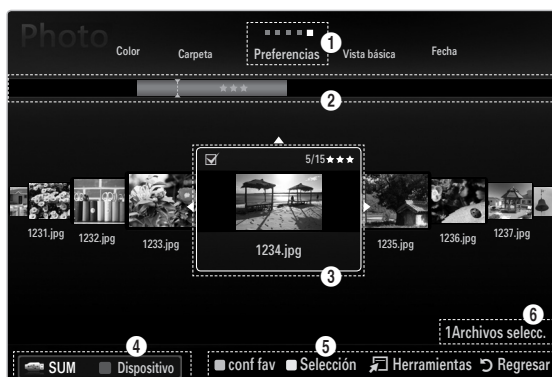 Photo
Color Carpeta Preferencias Vista básica Fecha
1
★★★
2
5/15★★★
1231.jpg 1232.jpg 1233.jpg 1234.jpg 1235.jpg 1236.jpg 1237.jpg
3
6
1Archivos selecc.
4 5
SUM Dispositivo conf fav Selección Herramientas Regresar